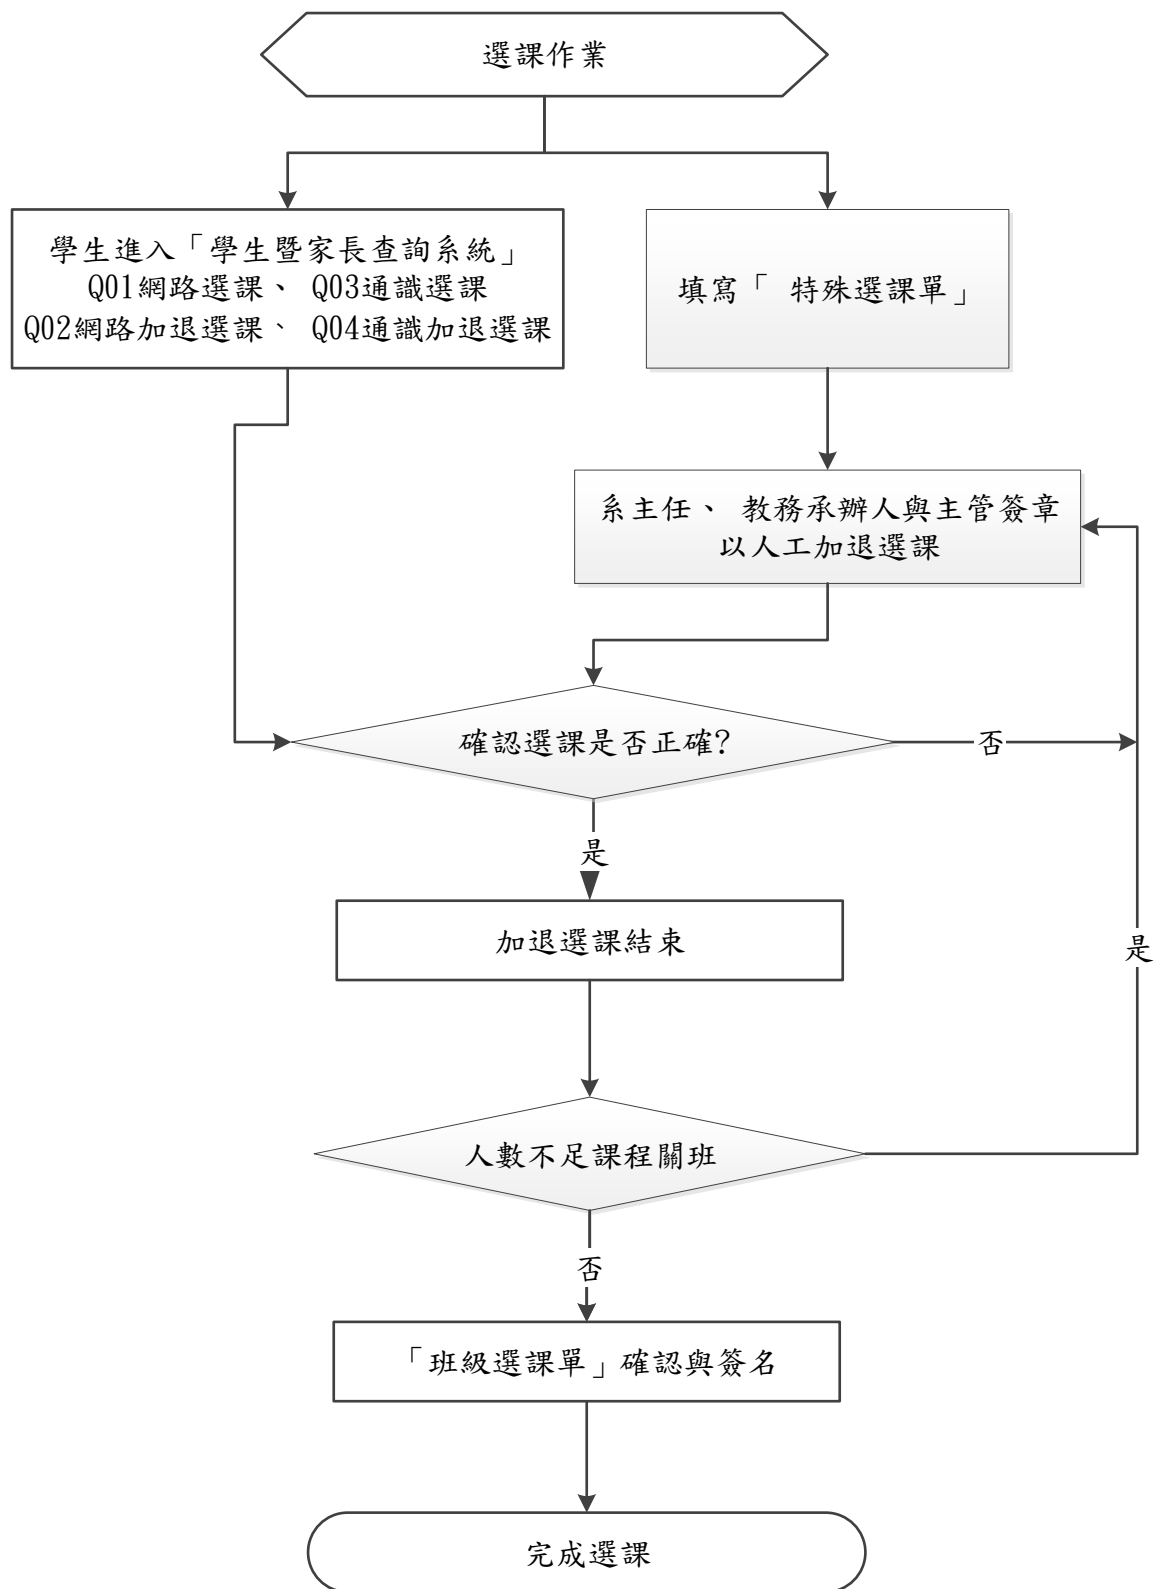 選課作業
學生進入「學生暨家長查詢系統」
Q01網路選課、 Q03通識選課
Q02網路加退選課、 Q04通識加退選課
填寫「 特殊選課單」
系主任、 教務承辦人與主管簽章
以人工加退選課
確認選課是否正確?
否
是
加退選課結束
是
人數不足課程關班
否
「班級選課單」確認與簽名
完成選課